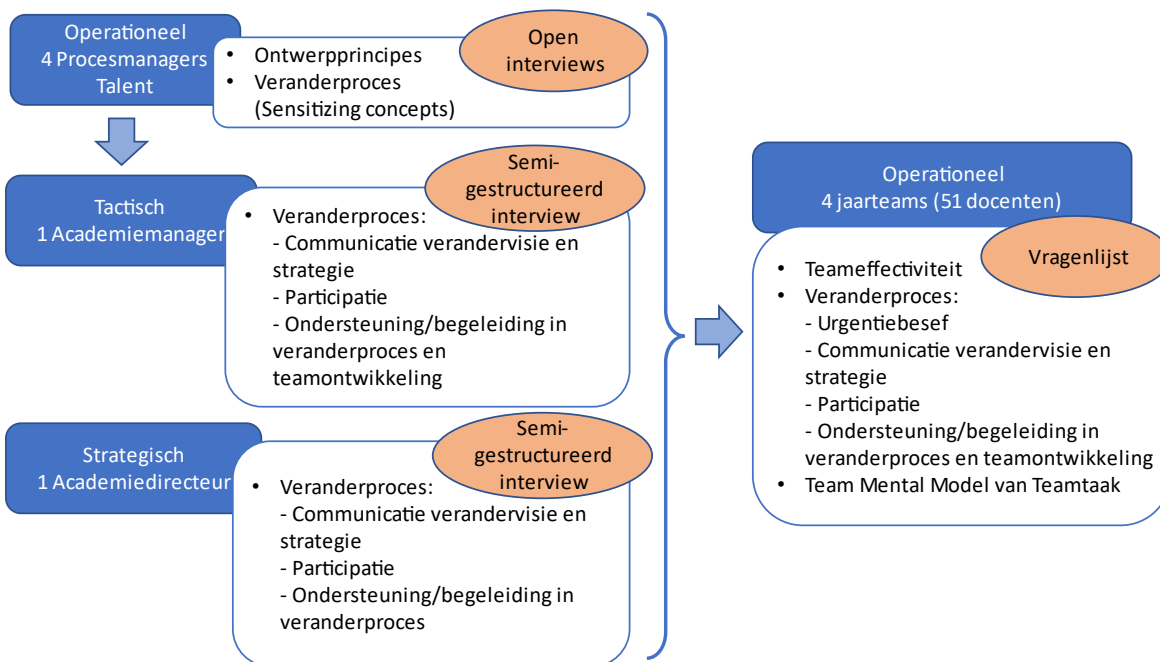 Operationeel
4 Procesmanagers
Talent
Open
interviews
• Ontwerpprincipes
• Veranderproces
(Sensitizing concepts)
Tactisch
1 Academiemanager
Semi-
gestructureerd
interview
• Veranderproces:
- Communicatie verandervisie en
strategie
- Participatie
- Ondersteuning/begeleiding in
veranderproces en
teamontwikkeling
Strategisch
1 Academiedirecteur
Semi-
gestructureerd
interview
• Veranderproces:
- Communicatie verandervisie en
strategie
- Participatie
- Ondersteuning/begeleiding in
veranderproces
Operationeel
4 jaarteams (51 docenten)
Vragenlijst
• Teameffectiviteit
• Veranderproces:
- Urgentiebesef
- Communicatie verandervisie en
strategie
- Participatie
- Ondersteuning/begeleiding in
veranderproces en teamontwikkeling
• Team Mental Model van Teamtaak